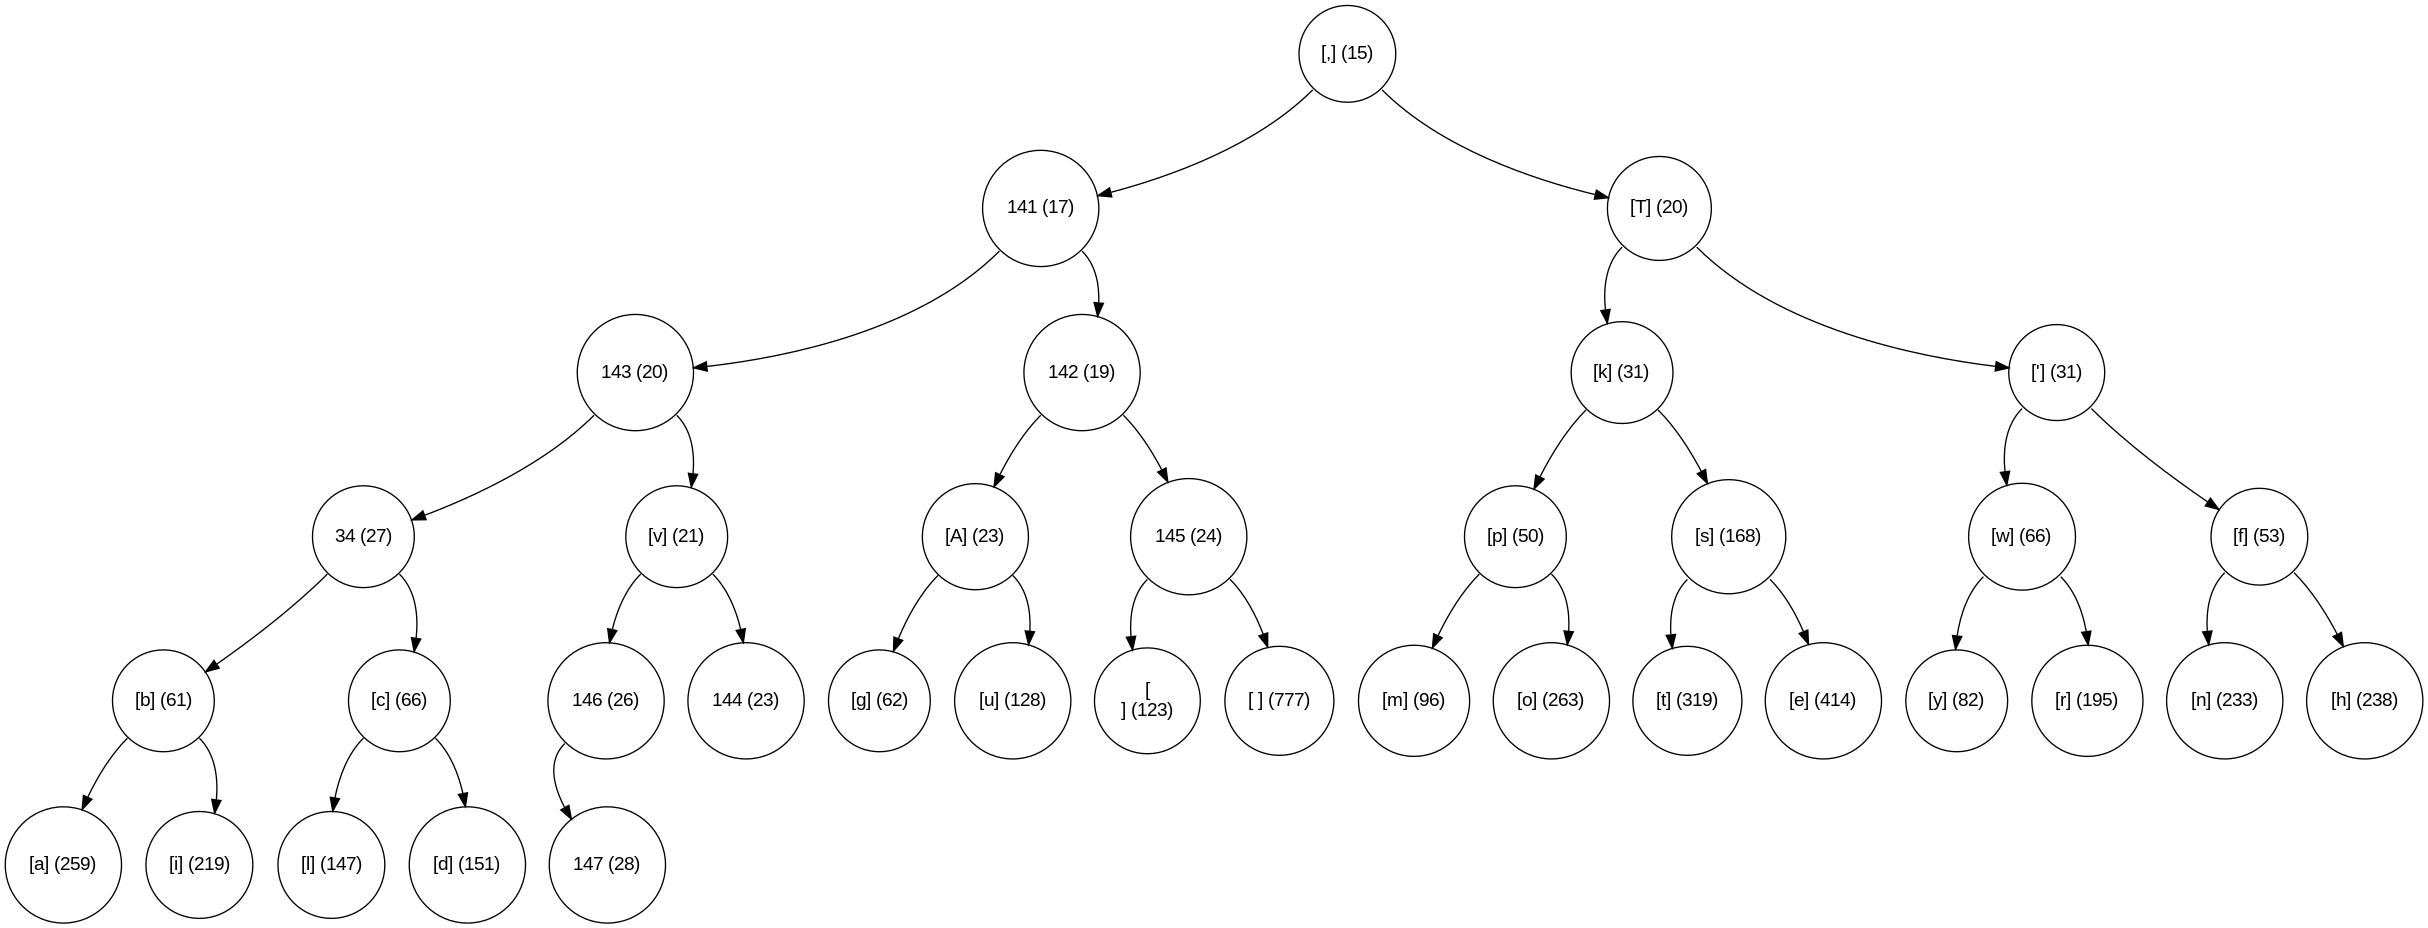 [,] (15)
141 (17)
[T] (20)
143 (20)
142 (19)
[k] (31)
['] (31)
34 (27)
[v] (21)
[A] (23)
145 (24)
[p] (50)
[s] (168)
[w] (66)
[f] (53)
[b] (61)
[c] (66)
146 (26)
144 (23)
[g] (62)
[u] (128)
[
] (123)
[ ] (777)
[m] (96)
[o] (263)
[t] (319)
[e] (414)
[y] (82)
[r] (195)
[n] (233)
[h] (238)
[a] (259)
[i] (219)
[l] (147)
[d] (151)
147 (28)